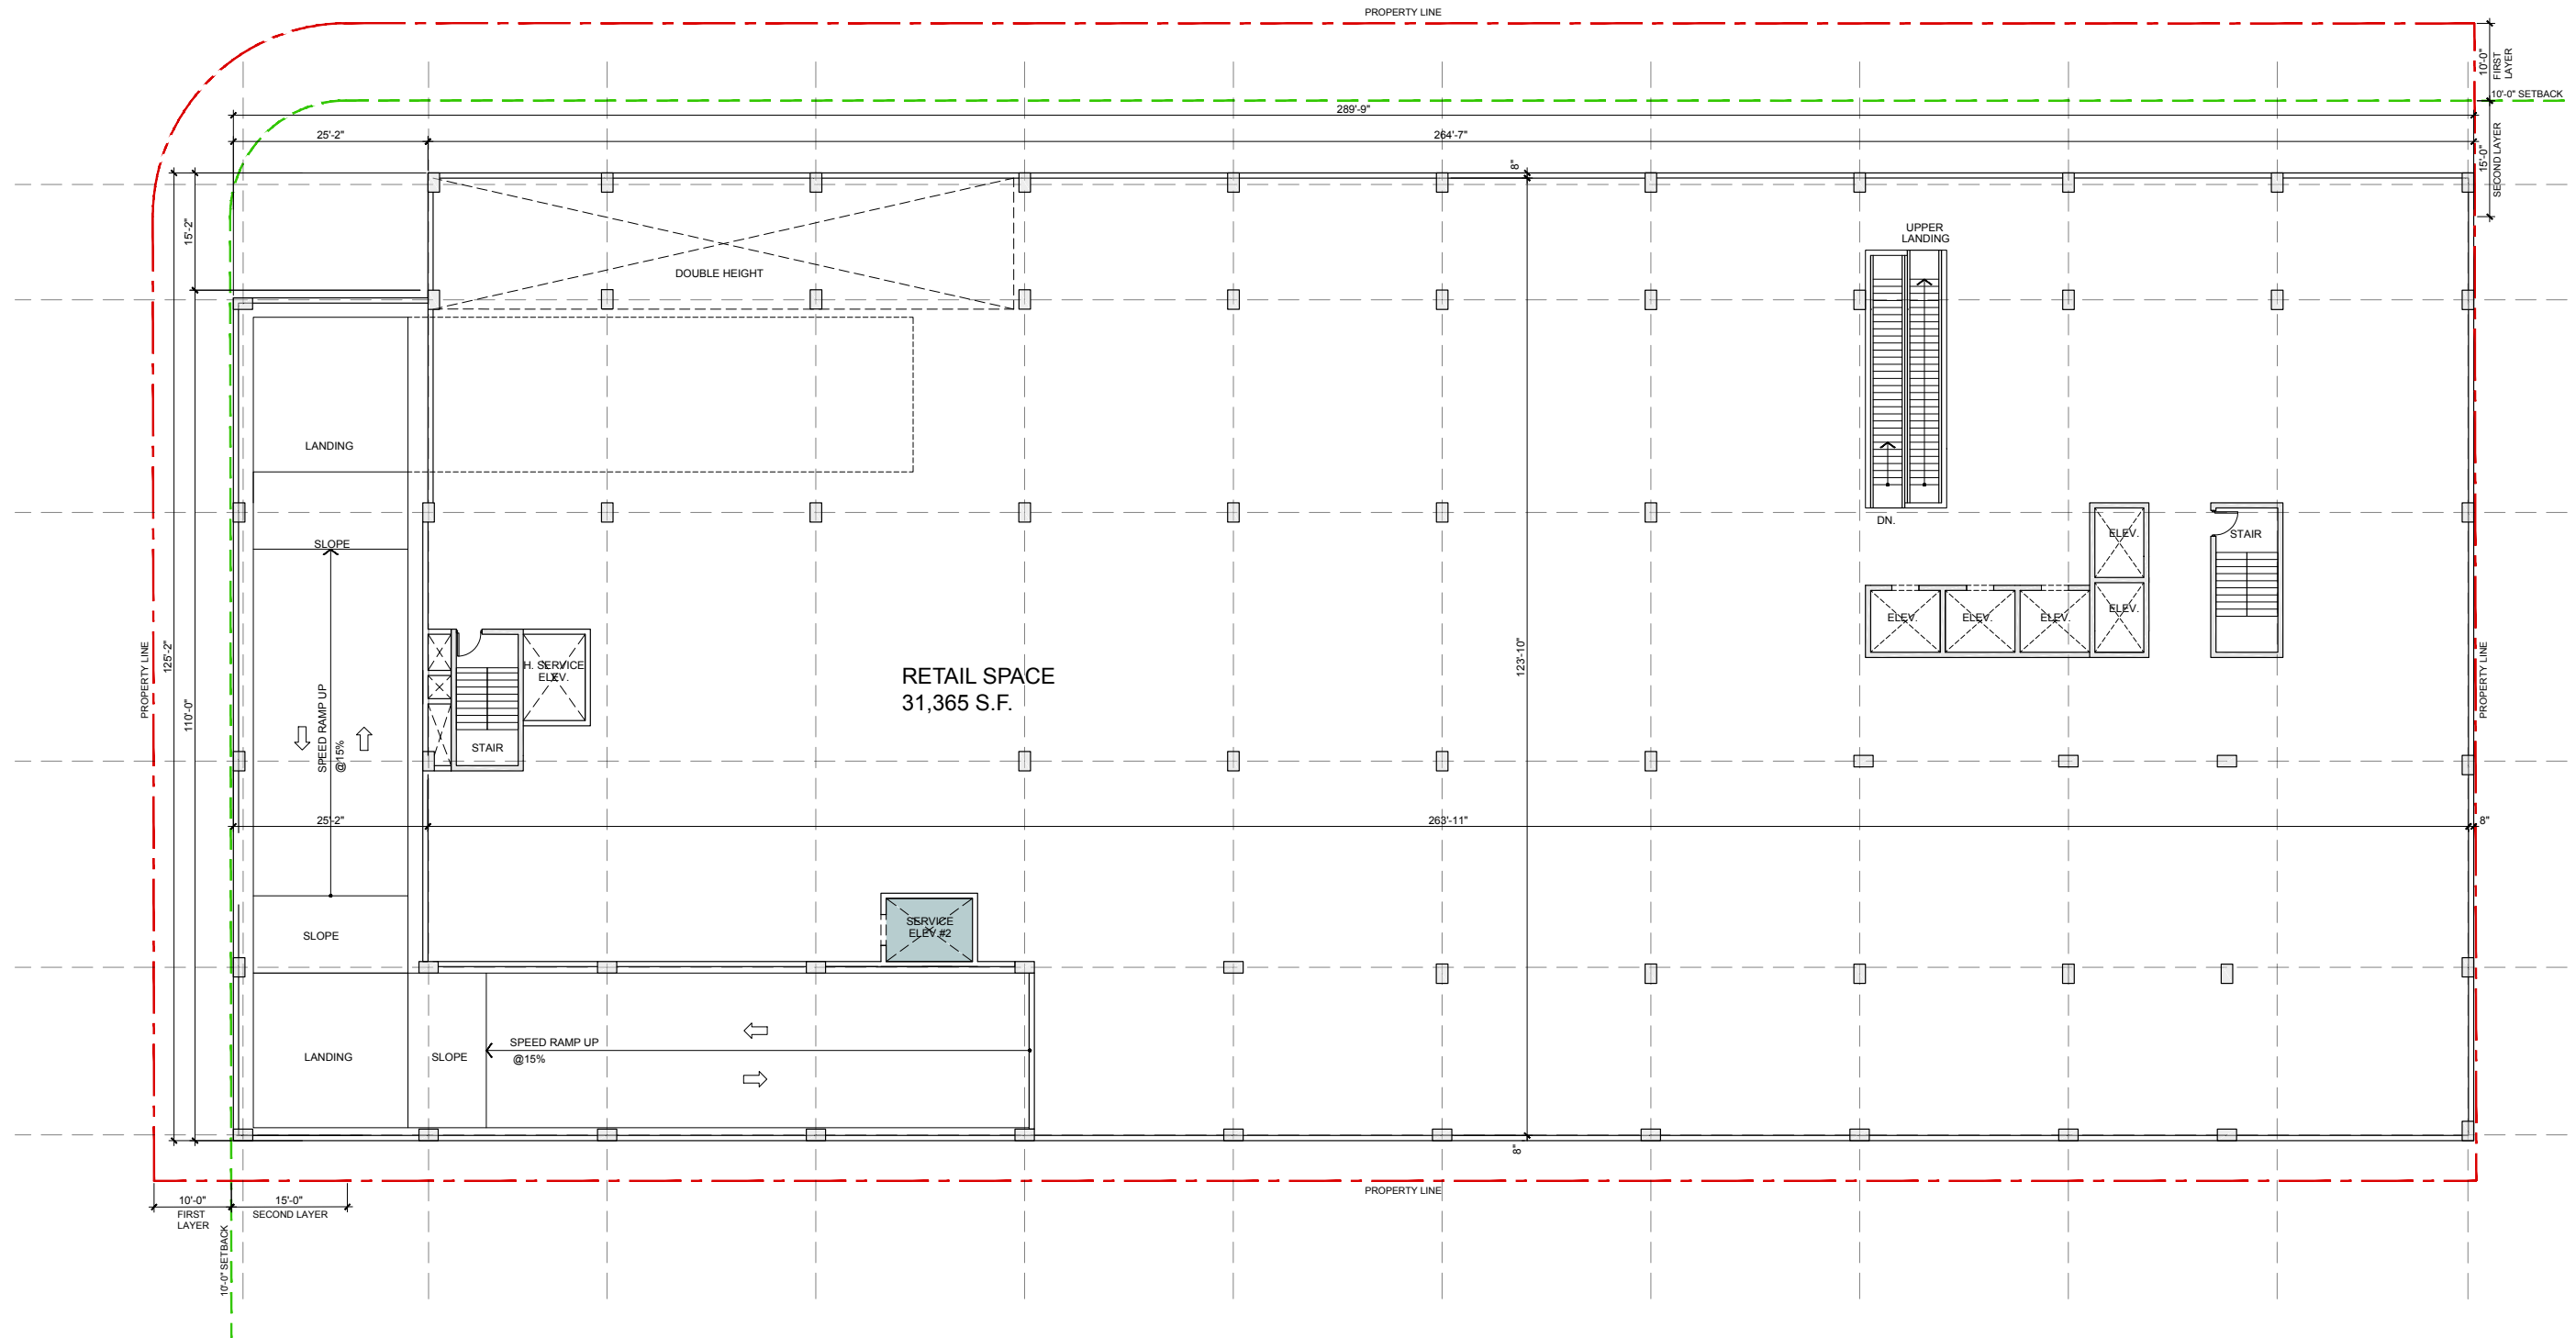 PROPERTY LINE
10'-0"
FIRST
LAYER
10'-0" SETBACK
289'-9"
25'-2"
264'-7"
8"
15'-0"
SECOND LAYER
15'-2"
UPPER
LANDING
DOUBLE HEIGHT
LANDING
DN.
ELEV.
STAIR
SLOPE
ELEV.
ELEV.
ELEV.
ELEV.
PROPERTY LINE
125'-2"
110'-0"
SPEED RAMP UP
@15%
H. SERVICE
ELEV.
STAIR
RETAIL SPACE
31,365 S.F.
123'-10"
PROPERTY LINE
25'-2"
263'-11"
8"
SERVICE
ELEV.#2
SLOPE
LANDING
SLOPE
SPEED RAMP UP
@15%
8"
PROPERTY LINE
10'-0"
FIRST
LAYER
15'-0"
SECOND LAYER
10'-0" SETBACK